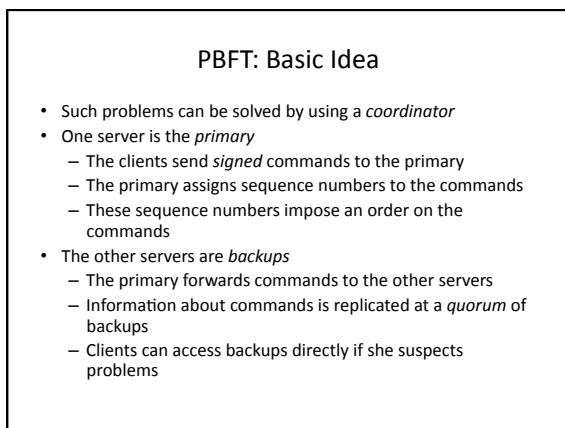 PBFT: Basic Idea
• Such problems can be solved by using a coordinator
• One server is the primary
– The clients send signed commands to the primary
– The primary assigns sequence numbers to the commands
– These sequence numbers impose an order on the
commands
• The other servers are backups
– The primary forwards commands to the other servers
– Information about commands is replicated at a quorum of
backups
– Clients can access backups directly if she suspects
problems